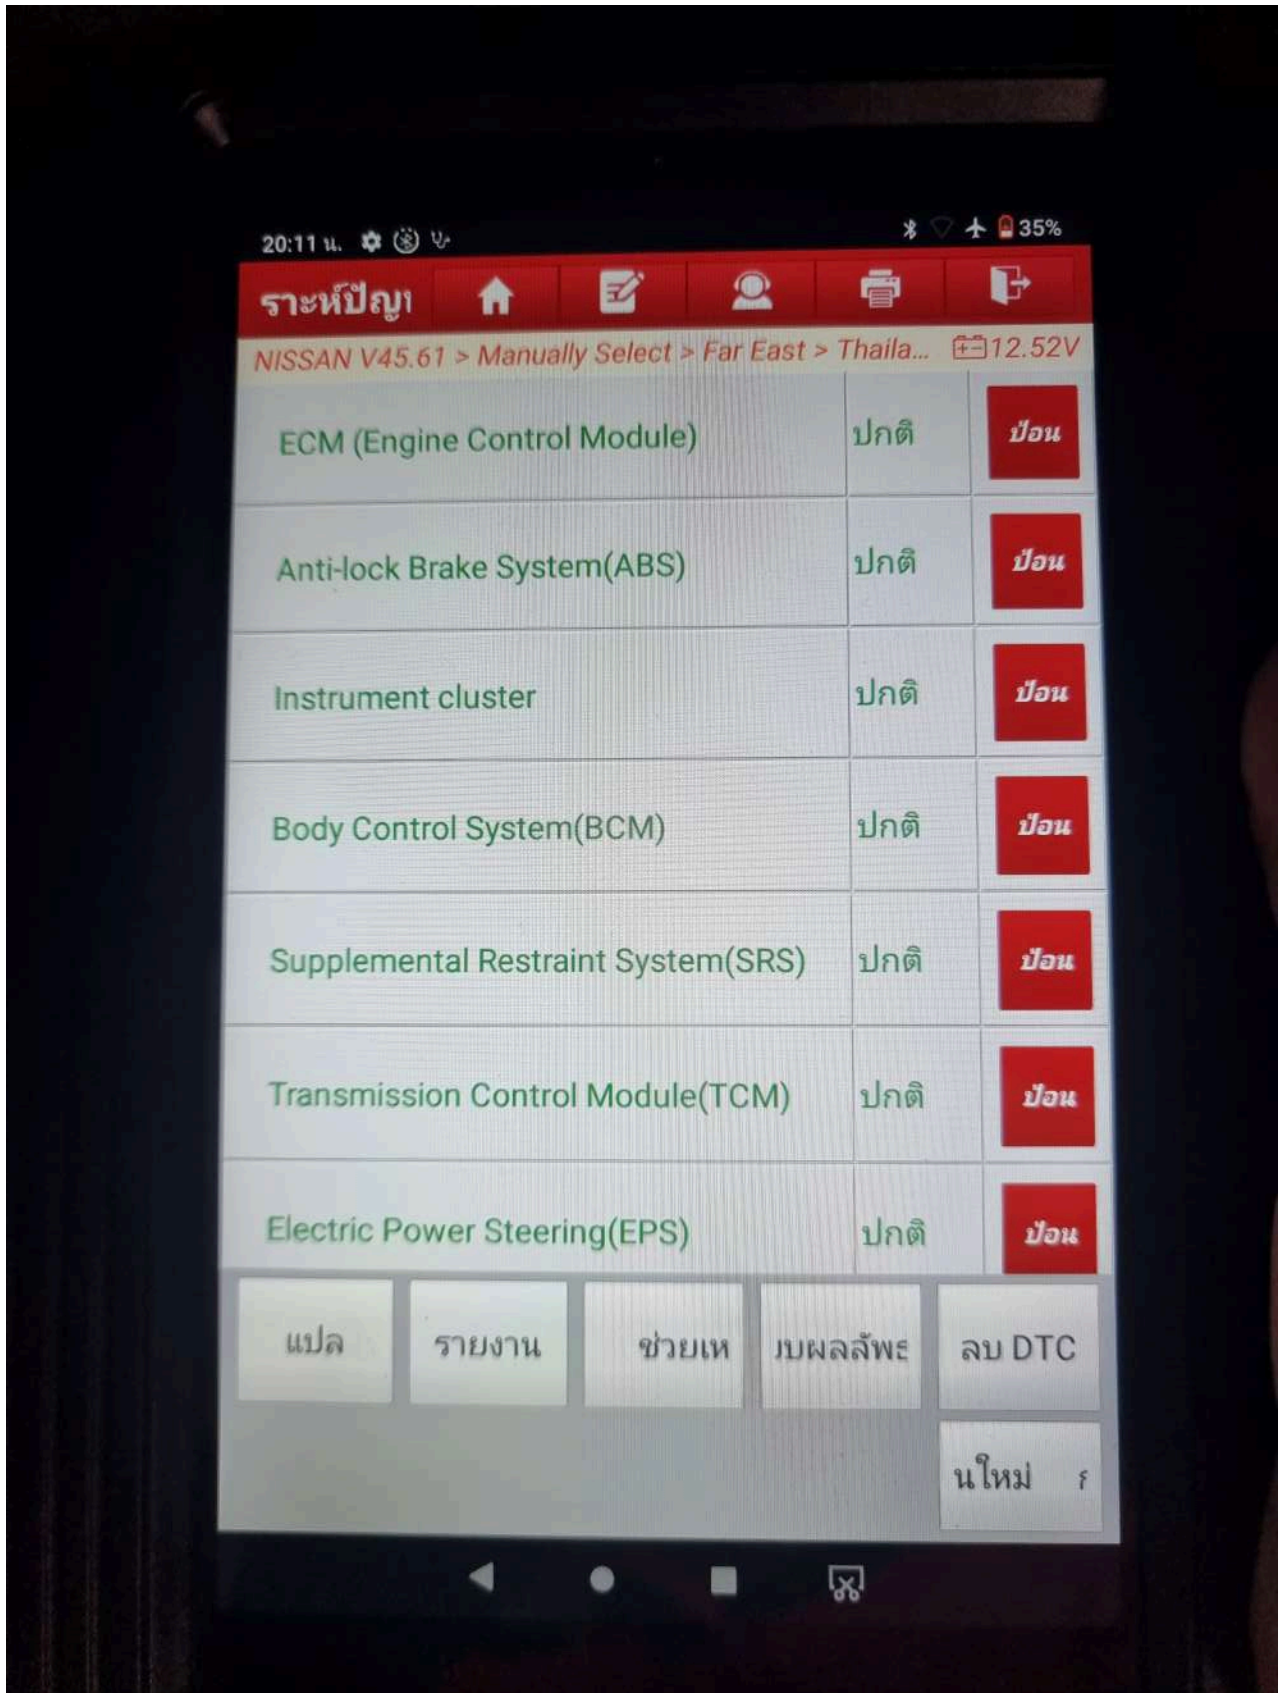 20:11 น. 35%
ราะห์ปัญา
NISSAN V45.61 > Manually Select > Far East > Thaila... 12.52V
ECM (Engine Control Module) ปกติ ป้อน
Anti-lock Brake System(ABS) ปกติ ป้อน
Instrument cluster ปกติ ป้อน
Body Control System(BCM) ปกติ ป้อน
Supplemental Restraint System(SRS) ปกติ ป้อน
Transmission Control Module(TCM) ปกติ ป้อน
Electric Power Steering(EPS) ปกติ ป้อน
แปล รายงาน ช่วยเห ลบ DTC
นใหม่